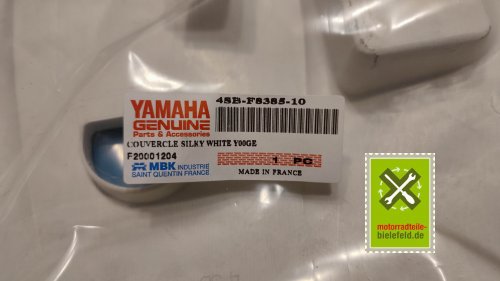 YAMAHA
GENUINE
Parts & Accessories
4SB-F8385-10
COUVERCLE SILKY WHITE Y00GE
F20001204
MBK INDUSTRIE
SAINT QUENTIN FRANCE
1 PC
MADE IN FRANCE
motorradteile-
bielefeld.de